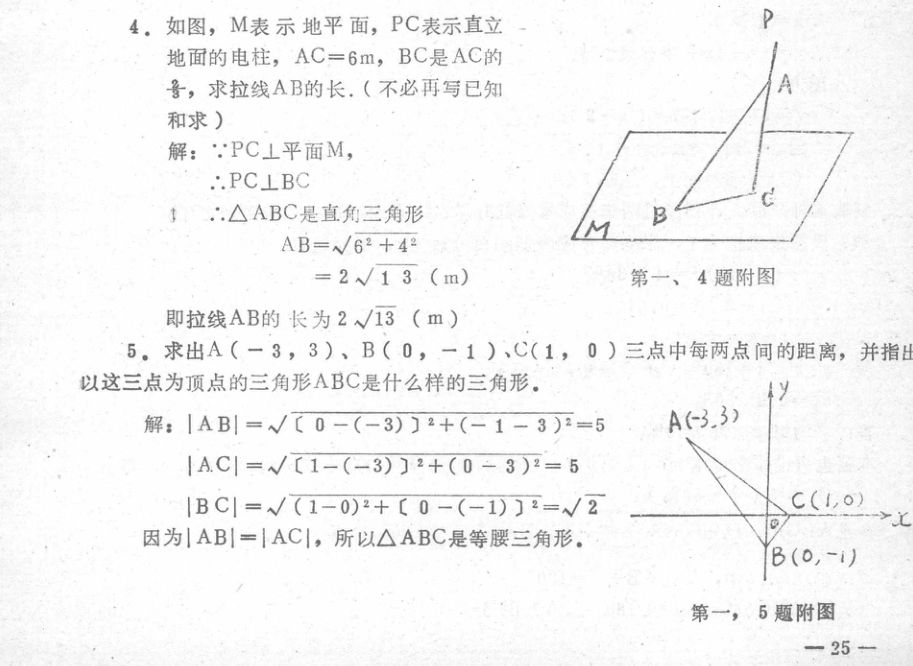 4。如图，M表示地平面，PC表示直立
地面的电柱，AC＝6m，BC是AC的
⅔，求拉线AB的长．（不必再写已知
和求）
解：∵PC⊥平面M，
∴PC⊥BC
∴△ABC是直角三角形
AB＝√6²＋4²
＝2√13（m）
即拉线AB的长为2√13（m）
P
A
B
C
M
第一、4题附图
5。求出A（－3，3）、B（0，－1）、C(1，0）三点中每两点间的距离，并指出
以这三点为顶点的三角形ABC是什么样的三角形。
解：|AB|＝√〔0－(－3)〕²＋(－1－3)²＝5
|AC|＝√〔1－(－3)〕²＋(0 3)²＝5
|BC|＝√(1－0)²＋〔0－(－1)〕²＝√2
因为|AB|＝|AC|，所以△ABC是等腰三角形。
y
A(-3,3)
C(1,0)
o
x
B(0,-1)
第一，5题附图
— 25 —